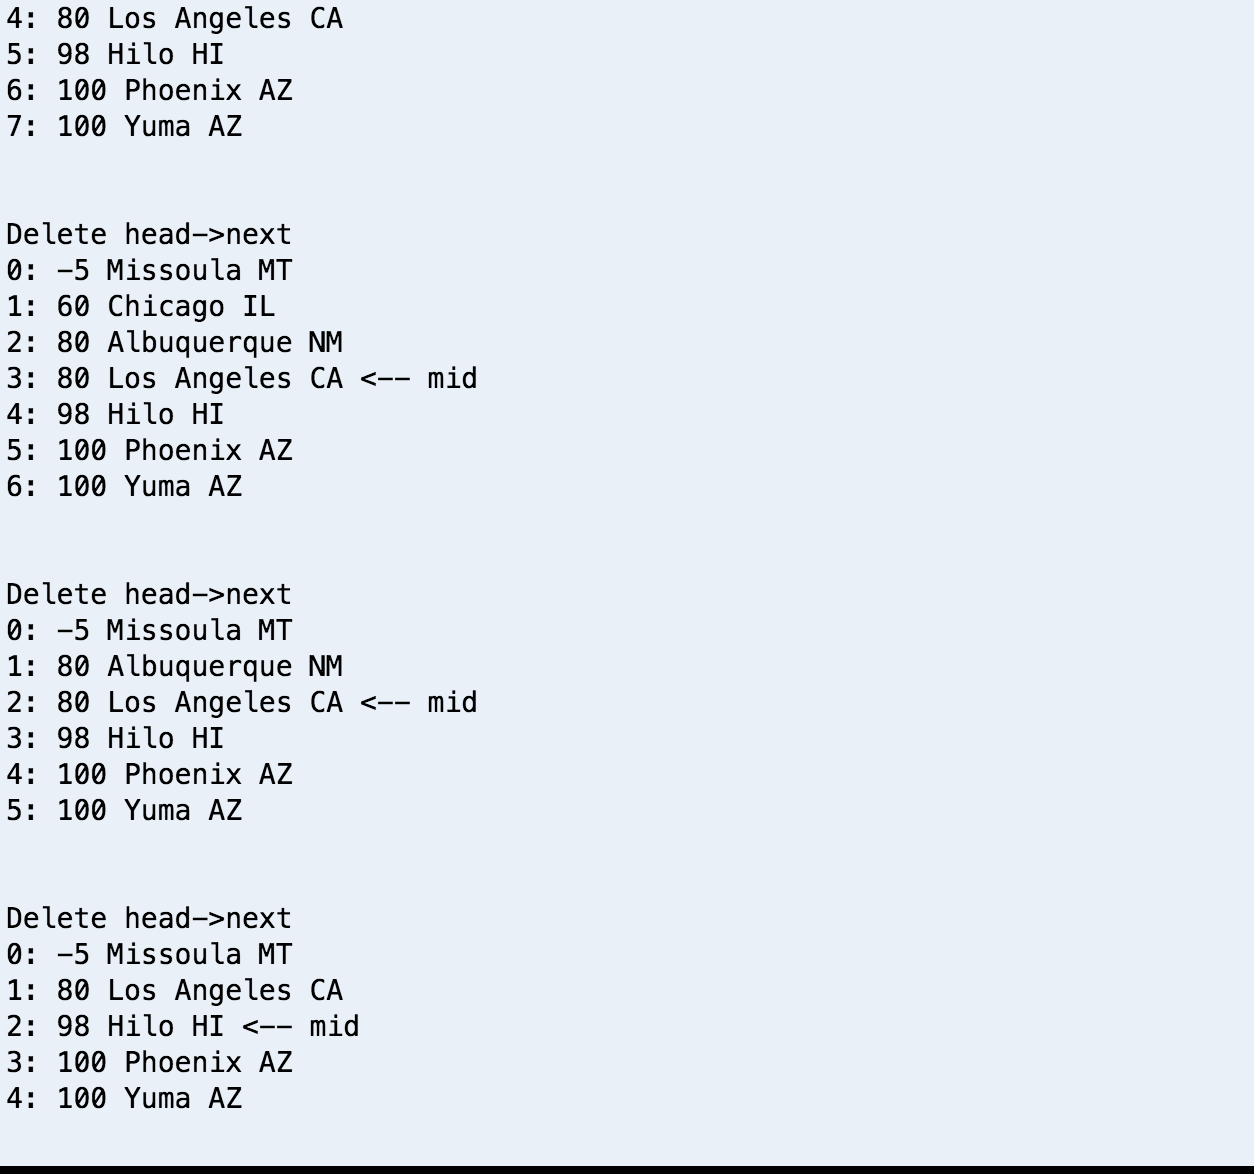 4: 80 Los Angeles CA
5: 98 Hilo HI
6: 100 Phoenix AZ
7: 100 Yuma AZ
Delete head->next
0: -5 Missoula MT
1: 60 Chicago IL
2: 80 Albuquerque NM
3: 80 Los Angeles CA <-- mid
4: 98 Hilo HI
5: 100 Phoenix AZ
6: 100 Yuma AZ
Delete head->next
0: -5 Missoula MT
1: 80 Albuquerque NM
2: 80 Los Angeles CA <-- mid
3: 98 Hilo HI
4: 100 Phoenix AZ
5: 100 Yuma AZ
Delete head->next
0: -5 Missoula MT
1: 80 Los Angeles CA
2: 98 Hilo HI <-- mid
3: 100 Phoenix AZ
4: 100 Yuma AZ